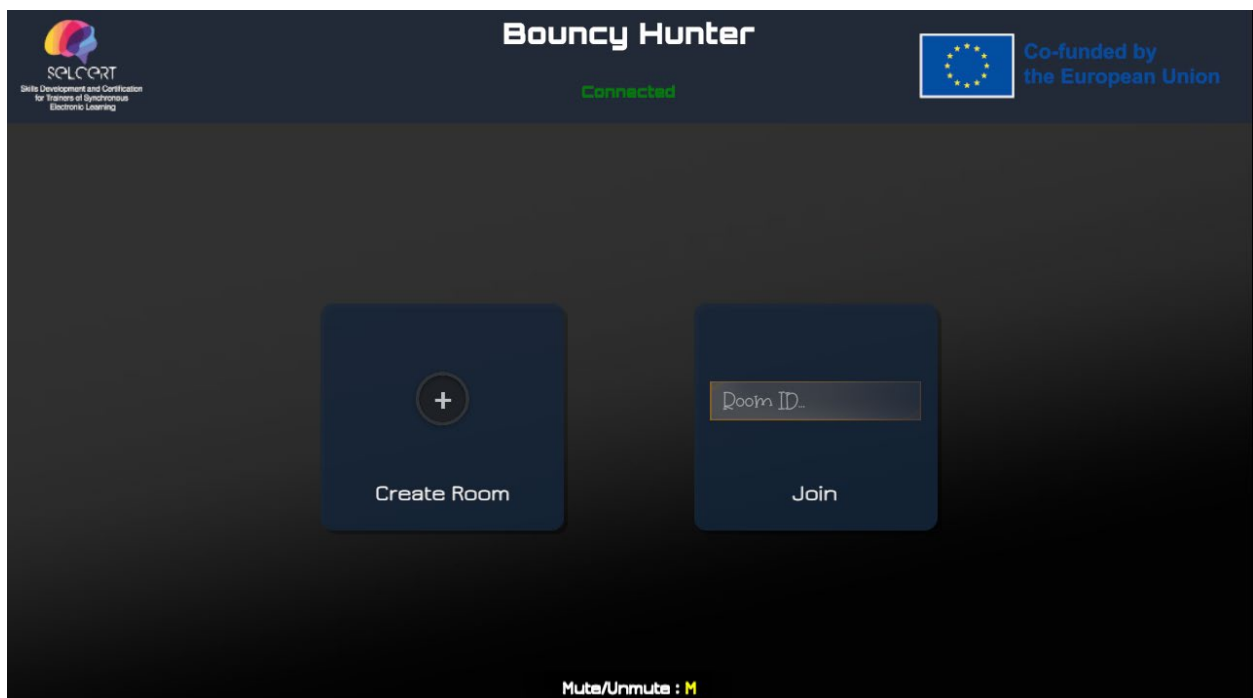 Bouncy Hunter
SELCERT
Skills Development and Certification
for Trainers of Synchronous
Electronic Learning
Connected
Co-funded by
the European Union
+
Create Room
Room ID...
Join
Mute/Unmute : M